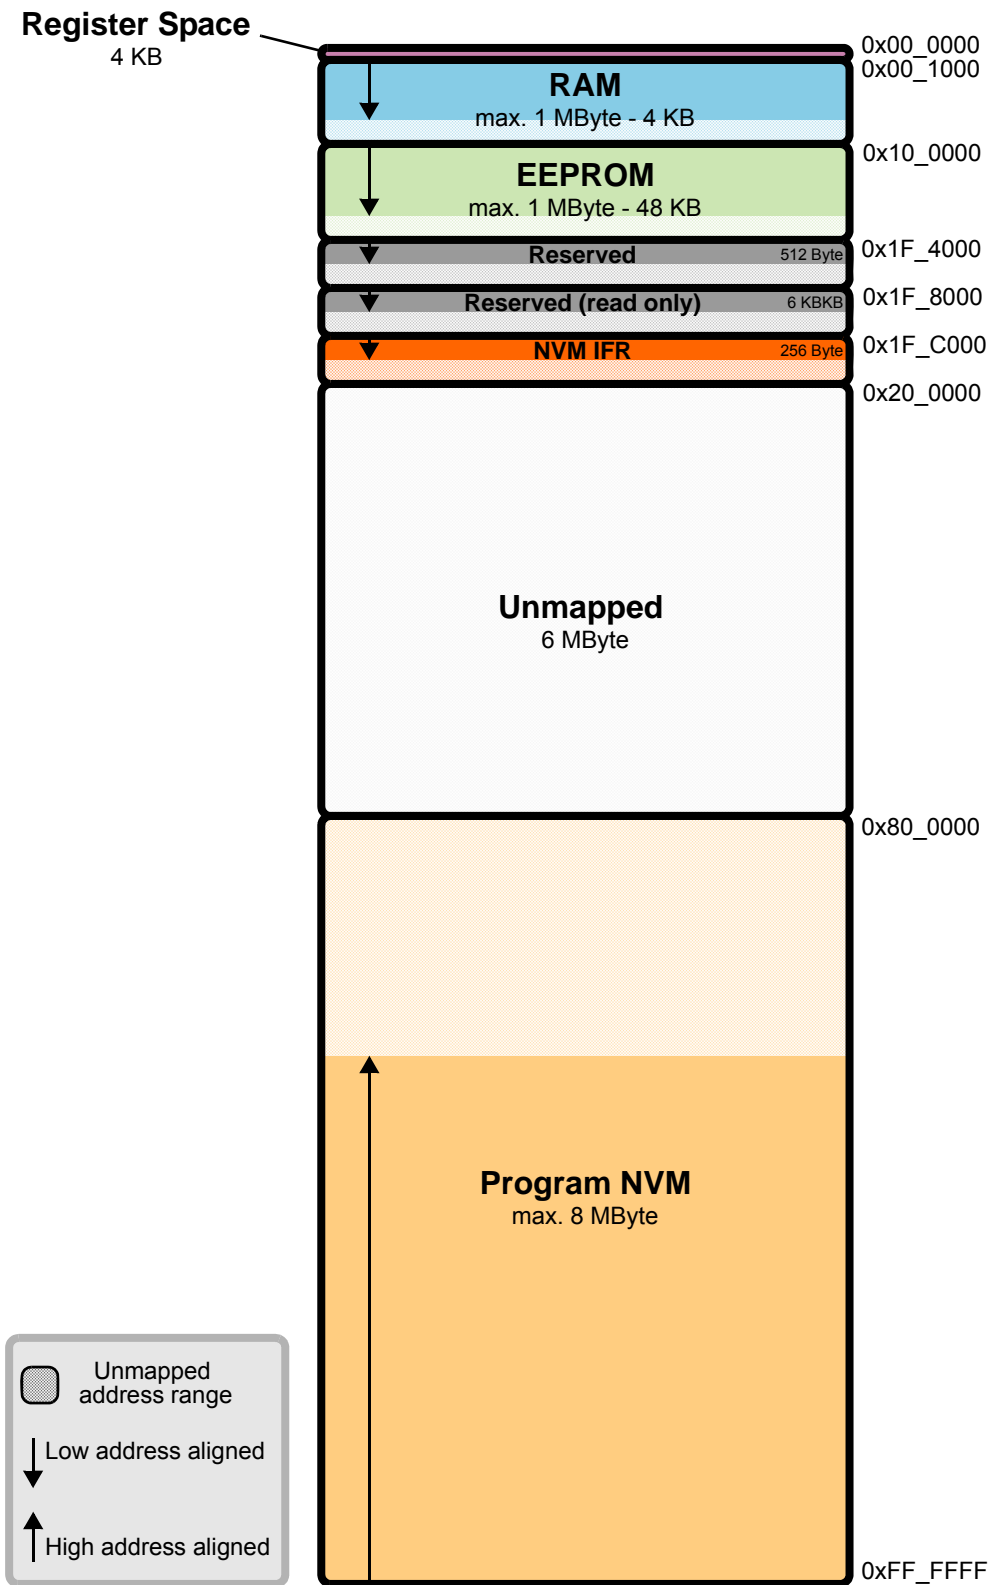 Register Space
4 KB
0x00_0000
0x00_1000
RAM
max. 1 MByte - 4 KB
0x10_0000
EEPROM
max. 1 MByte - 48 KB
0x1F_4000
Reserved
512 Byte
0x1F_8000
Reserved (read only)
6 KBKB
0x1F_C000
NVM IFR
256 Byte
0x20_0000
Unmapped
6 MByte
0x80_0000
Program NVM
max. 8 MByte
Unmapped
address range
Low address aligned
High address aligned
0xFF_FFFF